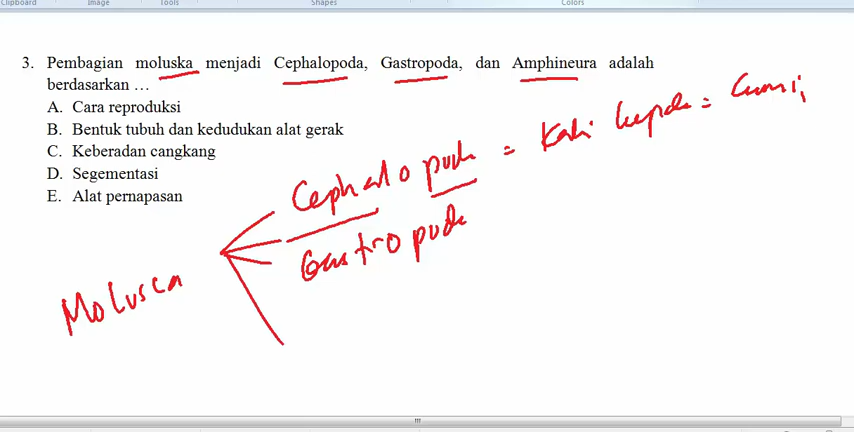 Clipboard Image Tools Shapes Colors
3. Pembagian moluska menjadi Cephalopoda, Gastropoda, dan Amphineura adalah
berdasarkan …
A. Cara reproduksi
B. Bentuk tubuh dan kedudukan alat gerak
C. Keberadan cangkang
D. Segementasi
E. Alat pernapasan
Cephalopoda = Kaki kepala = Cumi,
Gastropoda
Molusca